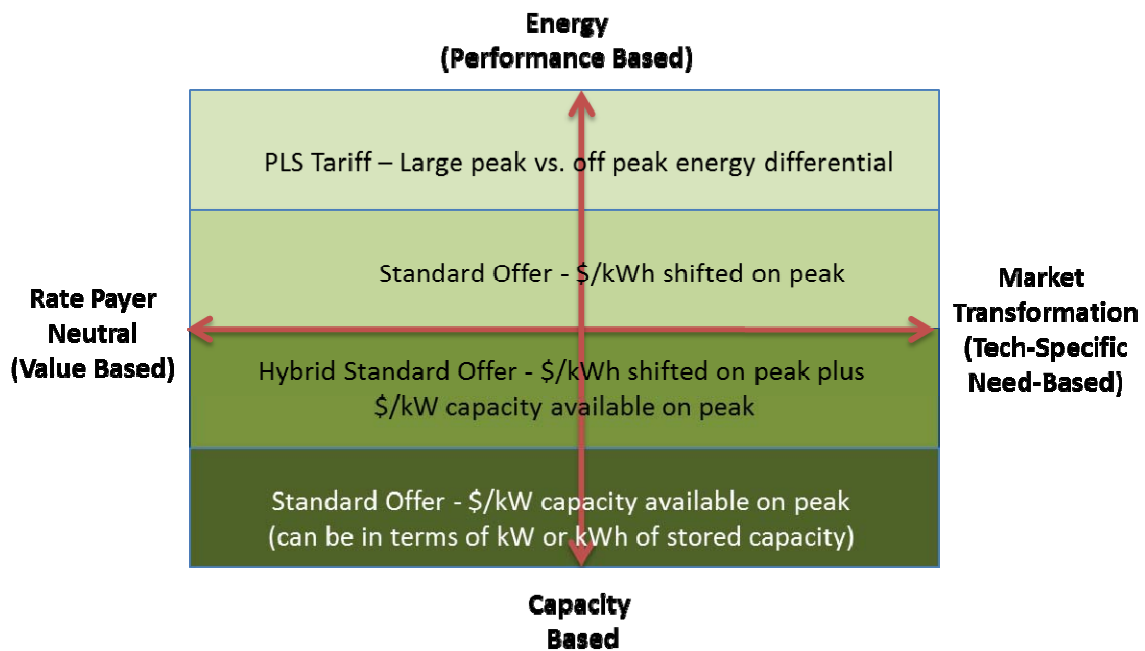 Energy
(Performance Based)
PLS Tariff – Large peak vs. off peak energy differential
Standard Offer - $/kWh shifted on peak
Rate Payer
Neutral
(Value Based)
Market
Transformation
(Tech-Specific
Need-Based)
Hybrid Standard Offer - $/kWh shifted on peak plus
$/kW capacity available on peak
Standard Offer - $/kW capacity available on peak
(can be in terms of kW or kWh of stored capacity)
Capacity
Based